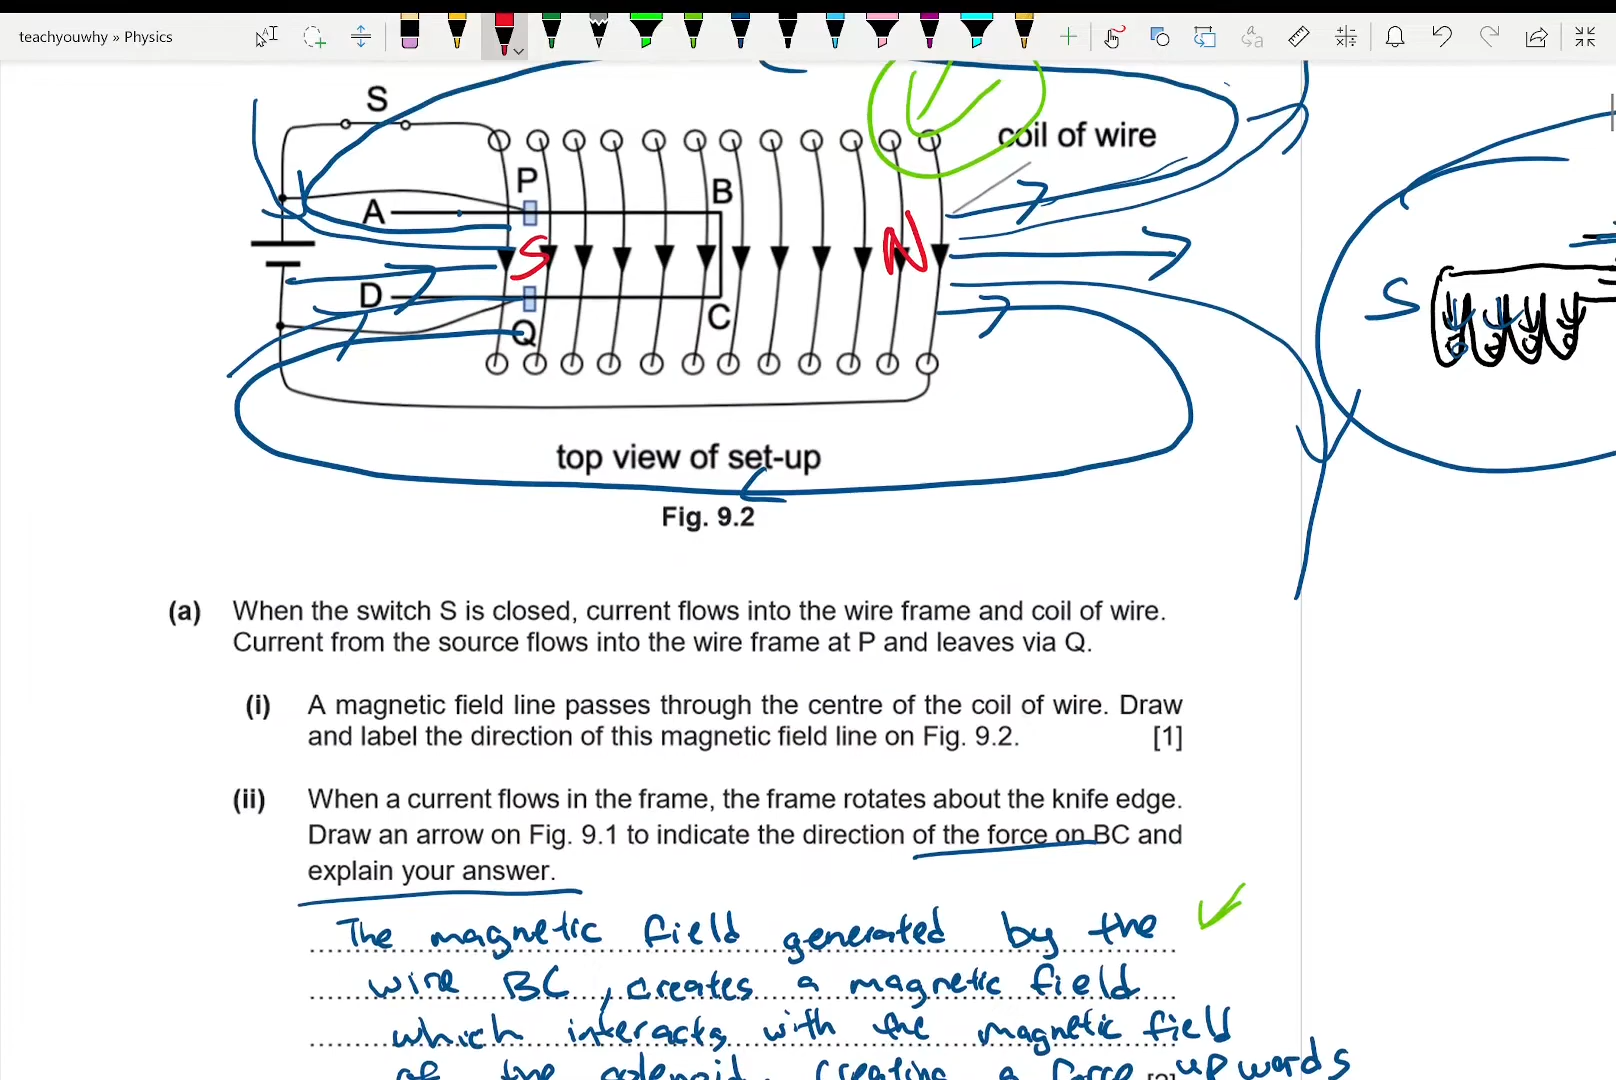 teachyouwhy » Physics
S
coil of wire
P
B
A
S
N
D
C
Q
S
top view of set-up
Fig. 9.2
(a) When the switch S is closed, current flows into the wire frame and coil of wire.
Current from the source flows into the wire frame at P and leaves via Q.
(i) A magnetic field line passes through the centre of the coil of wire. Draw
and label the direction of this magnetic field line on Fig. 9.2. [1]
(ii) When a current flows in the frame, the frame rotates about the knife edge.
Draw an arrow on Fig. 9.1 to indicate the direction of the force on BC and
explain your answer.
The magnetic field generated by the
wire BC, creates a magnetic field
which interacts with the magnetic field
of the solenoid, creating a force upwards